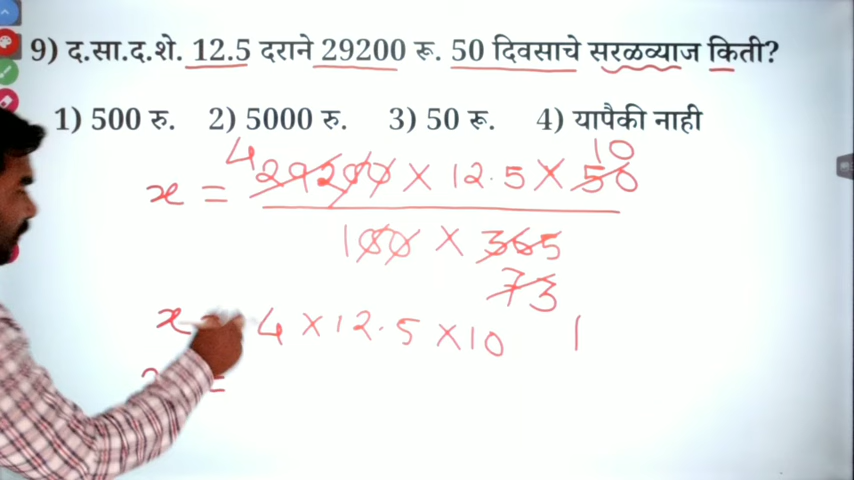 9) द.सा.द.शे. 12.5 दराने 29200 रू. 50 दिवसाचे सरळव्याज किती?
1) 500 रु. 2) 5000 रु. 3) 50 रू. 4) यापैकी नाही
4 10
x = 29200 × 12.5 × 50
100 × 365
73
x = 4 × 12.5 × 10
=